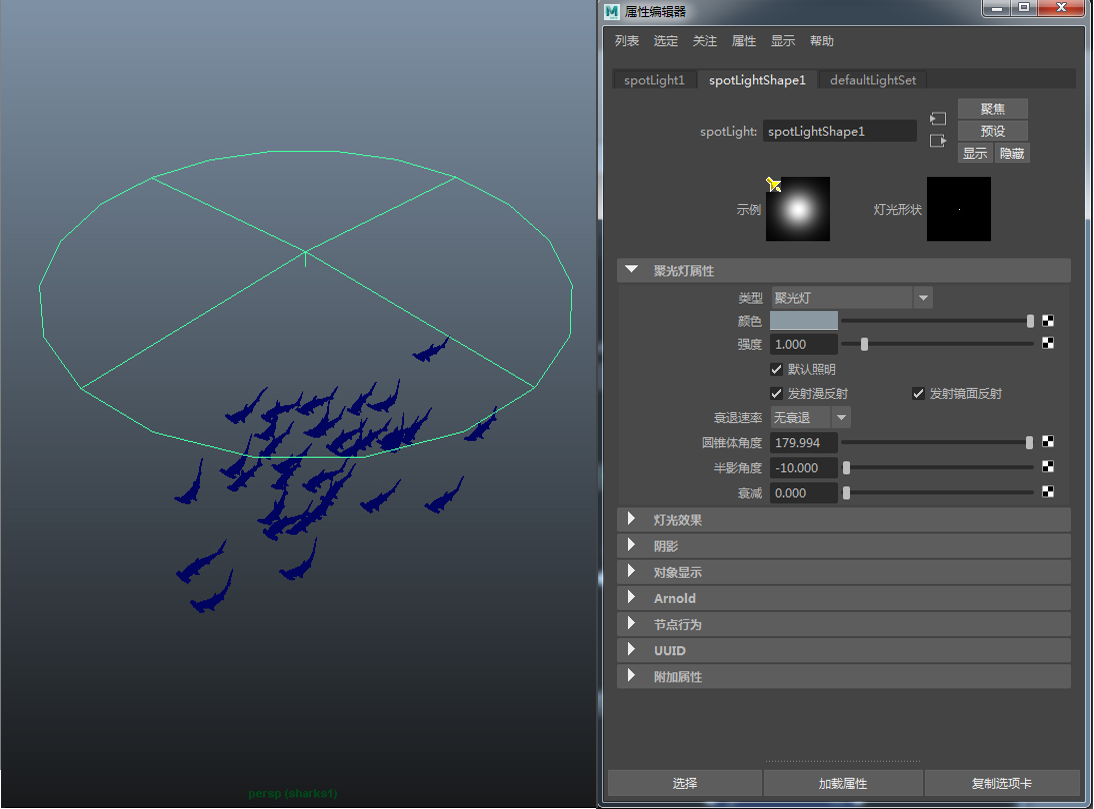 属性编辑器
列表 选定 关注 属性 显示 帮助
spotLight1 spotLightShape1 defaultLightSet
spotLight: spotLightShape1
聚焦
预设
显示 隐藏
示例 灯光形状
聚光灯属性
类型 聚光灯
颜色
强度 1.000
默认照明
发射漫反射 发射镜面反射
衰退速率 无衰退
圆锥体角度 179.994
半影角度 -10.000
衰减 0.000
灯光效果
阴影
对象显示
Arnold
节点行为
UUID
附加属性
选择 加载属性 复制选项卡
persp (sharks1)